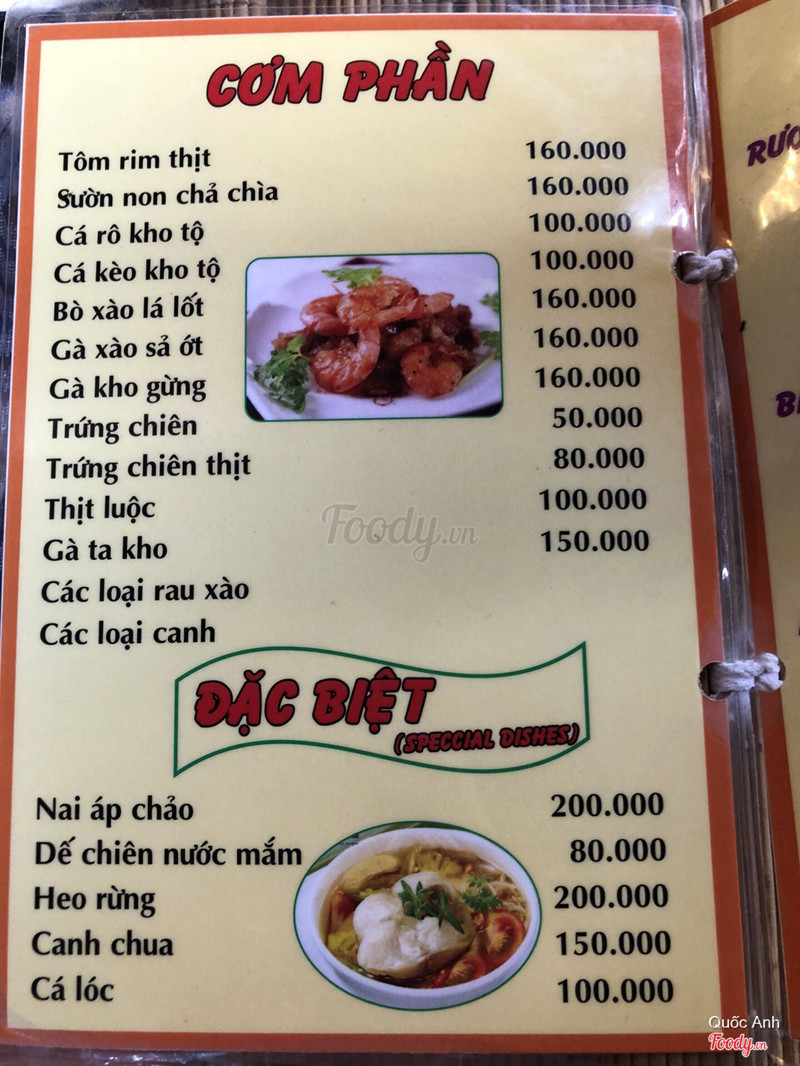 CƠM PHẦN
Tôm rim thịt 160.000
Sườn non chả chìa 160.000
Cá rô kho tộ 100.000
Cá kèo kho tộ 100.000
Bò xào lá lốt 160.000
Gà xào sả ớt 160.000
Gà kho gừng 160.000
Trứng chiên 50.000
Trứng chiên thịt 80.000
Thịt luộc 100.000
Gà ta kho 150.000
Các loại rau xào
Các loại canh
Foody.vn
ĐẶC BIỆT
(SPECCIAL DISHES)
Nai áp chảo 200.000
Dế chiên nước mắm 80.000
Heo rừng 200.000
Canh chua 150.000
Cá lóc 100.000
Quốc Anh
Foody.vn